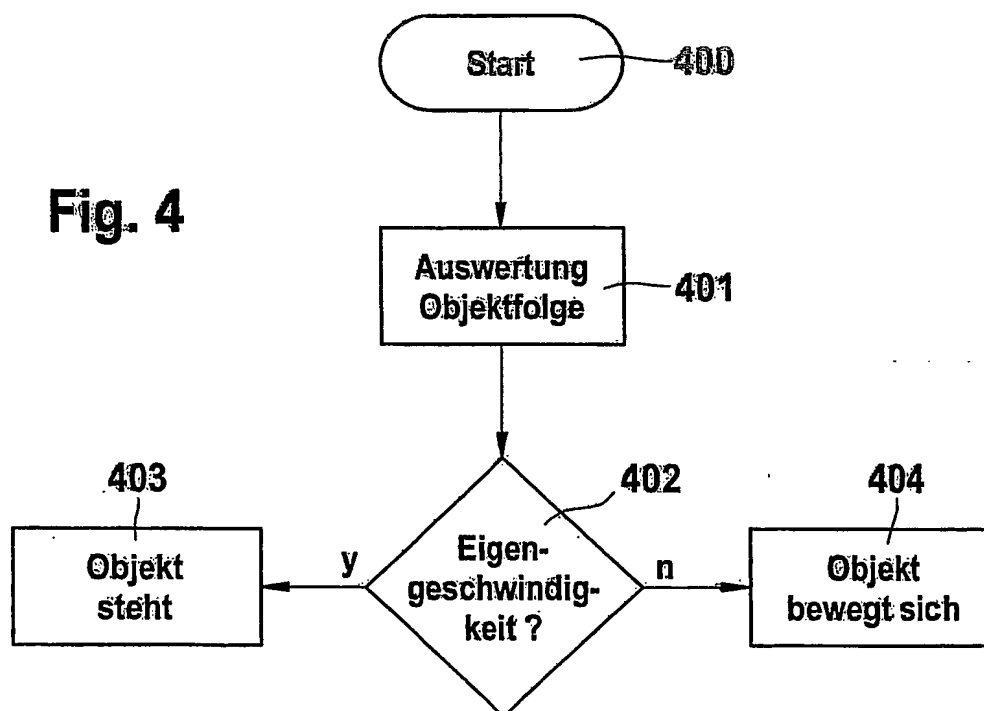 Start
400
Fig. 4
Auswertung
Objektfolge
401
402
Eigen-
geschwindig-
keit ?
y
n
403
Objekt
steht
404
Objekt
bewegt sich